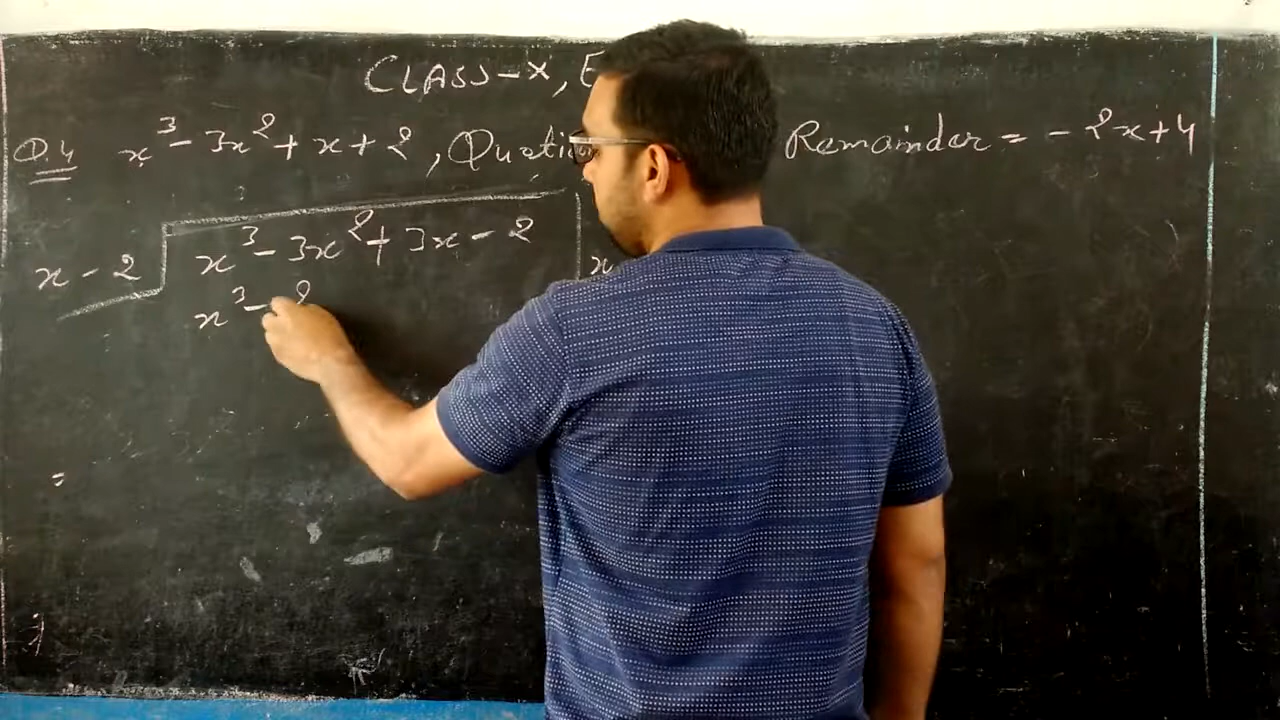 CLASS-X, E
Q.4 x³ - 3x² + x + 2 , Quoti Remainder = - 2x+4
x - 2 x³ - 3x² + 3x - 2 x
x³ - 2